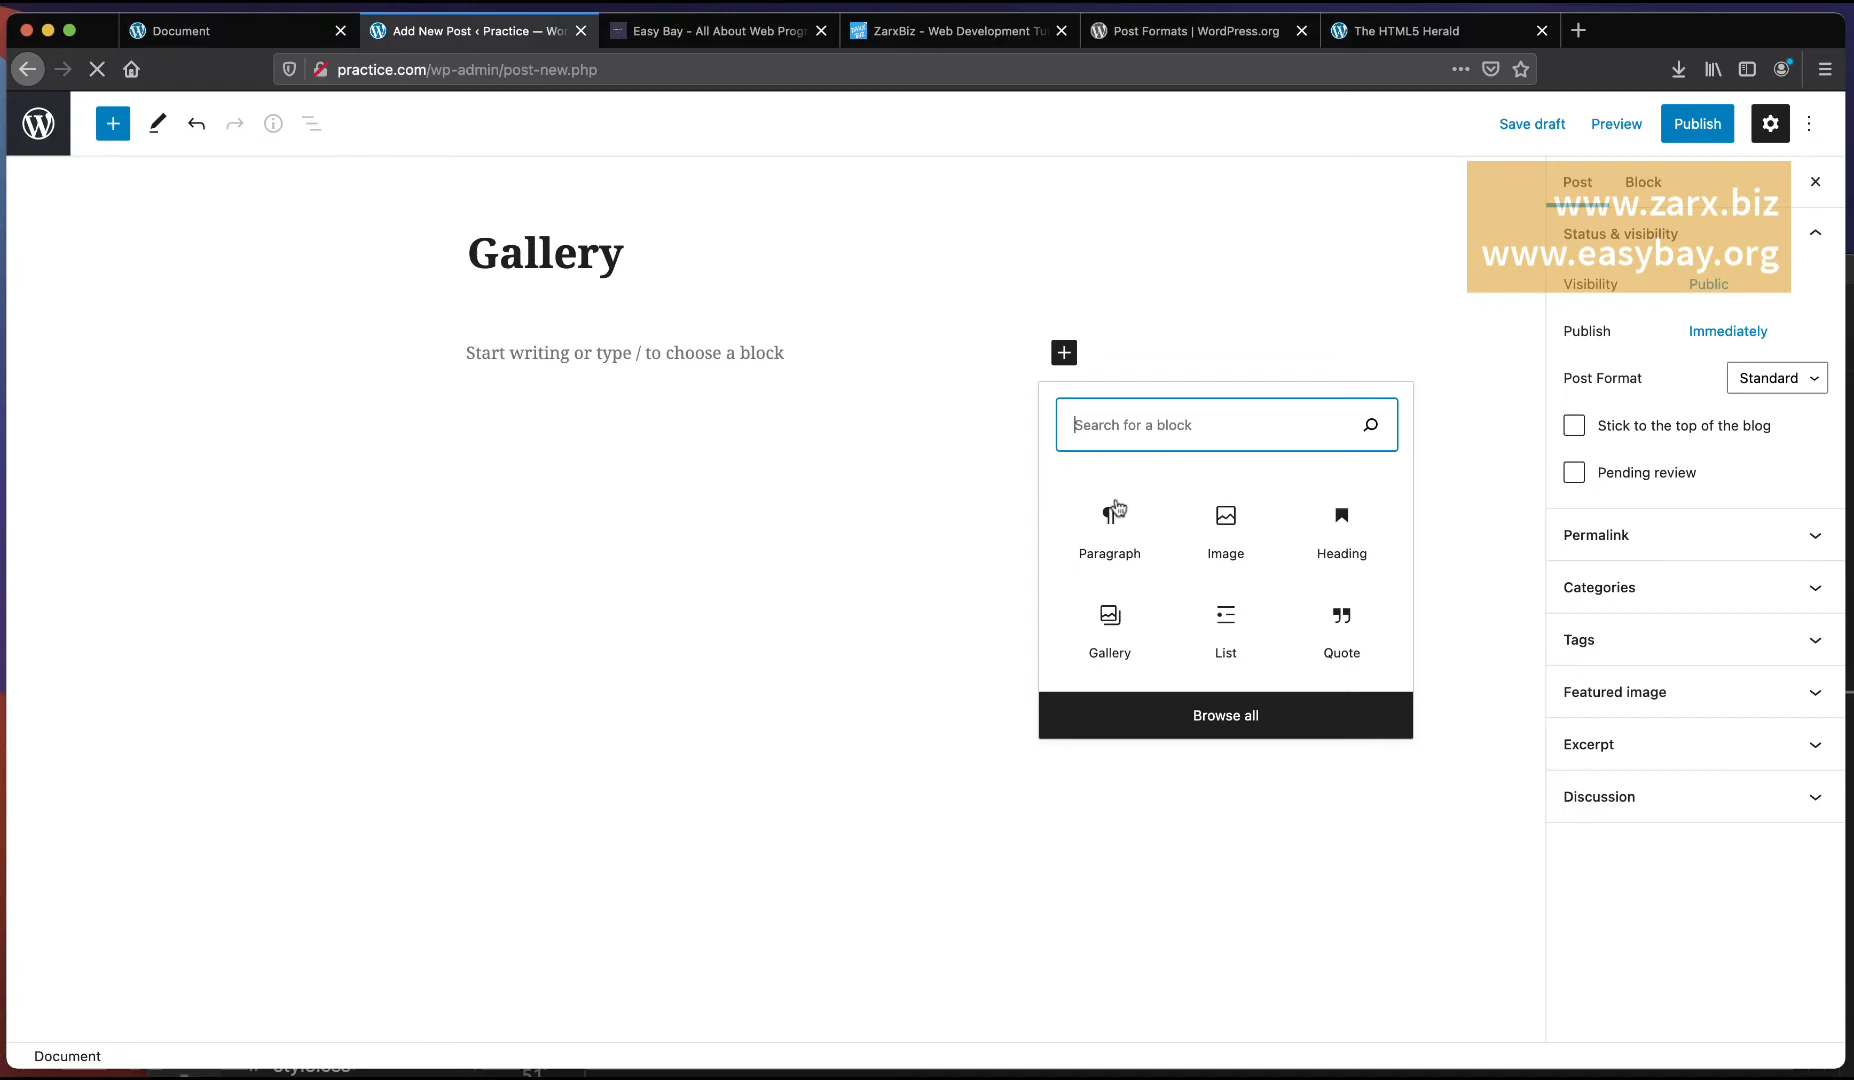 Document
Add New Post ‹ Practice — Wor
Easy Bay - All About Web Progr
ZarxBiz - Web Development Tu
Post Formats | WordPress.org
The HTML5 Herald
practice.com/wp-admin/post-new.php
Save draft
Preview
Publish
Post
Block
www.zarx.biz
Status & visibility
www.easybay.org
Visibility
Public
Gallery
Publish
Immediately
Start writing or type / to choose a block
Post Format
Standard
Search for a block
Stick to the top of the blog
Pending review
Paragraph
Image
Heading
Permalink
Categories
Gallery
List
Quote
Tags
Featured image
Browse all
Excerpt
Discussion
Document